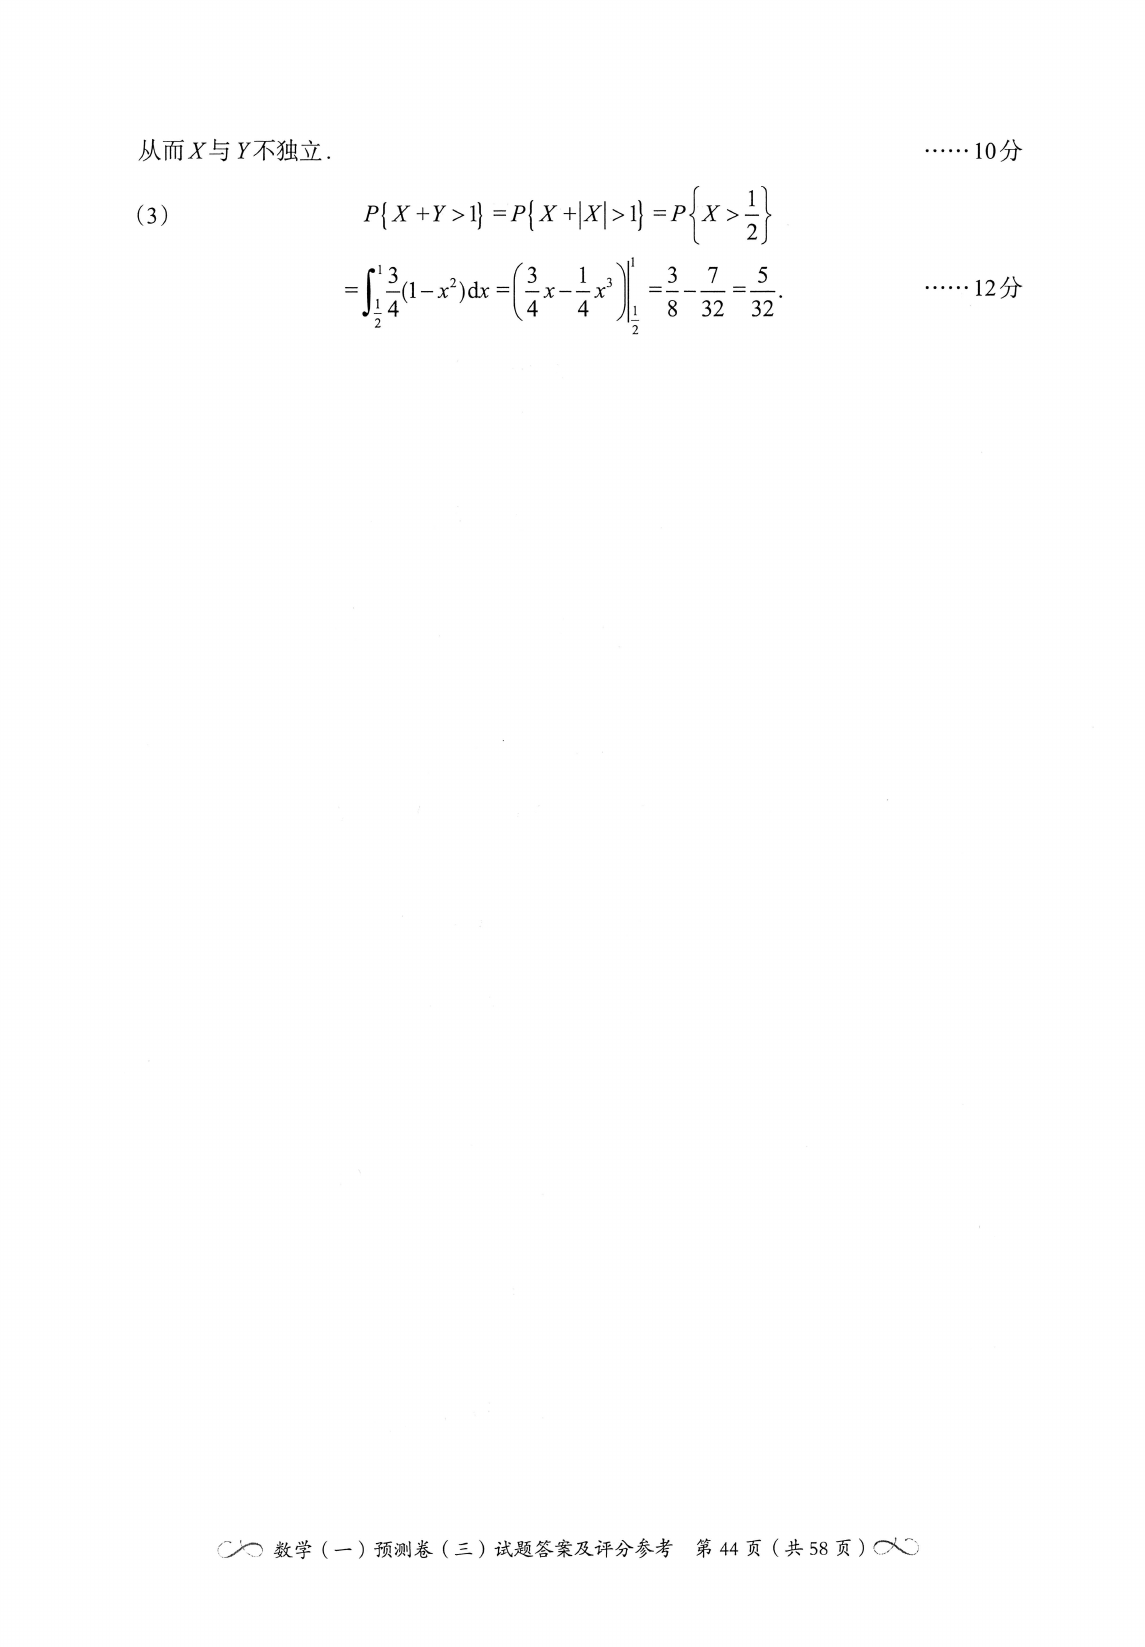 从而X与Y不独立. ……10分
(3) P{X+Y>1}=P{X+|X|>1}=P{X>1/2}
=∫_{1/2}^{1} 3/4(1-x²)dx=(3/4x-1/4x³)|_{1/2}^{1}=3/8-7/32=5/32. ……12分
数学(一)预测卷(三)试题答案及评分参考 第44页(共58页)